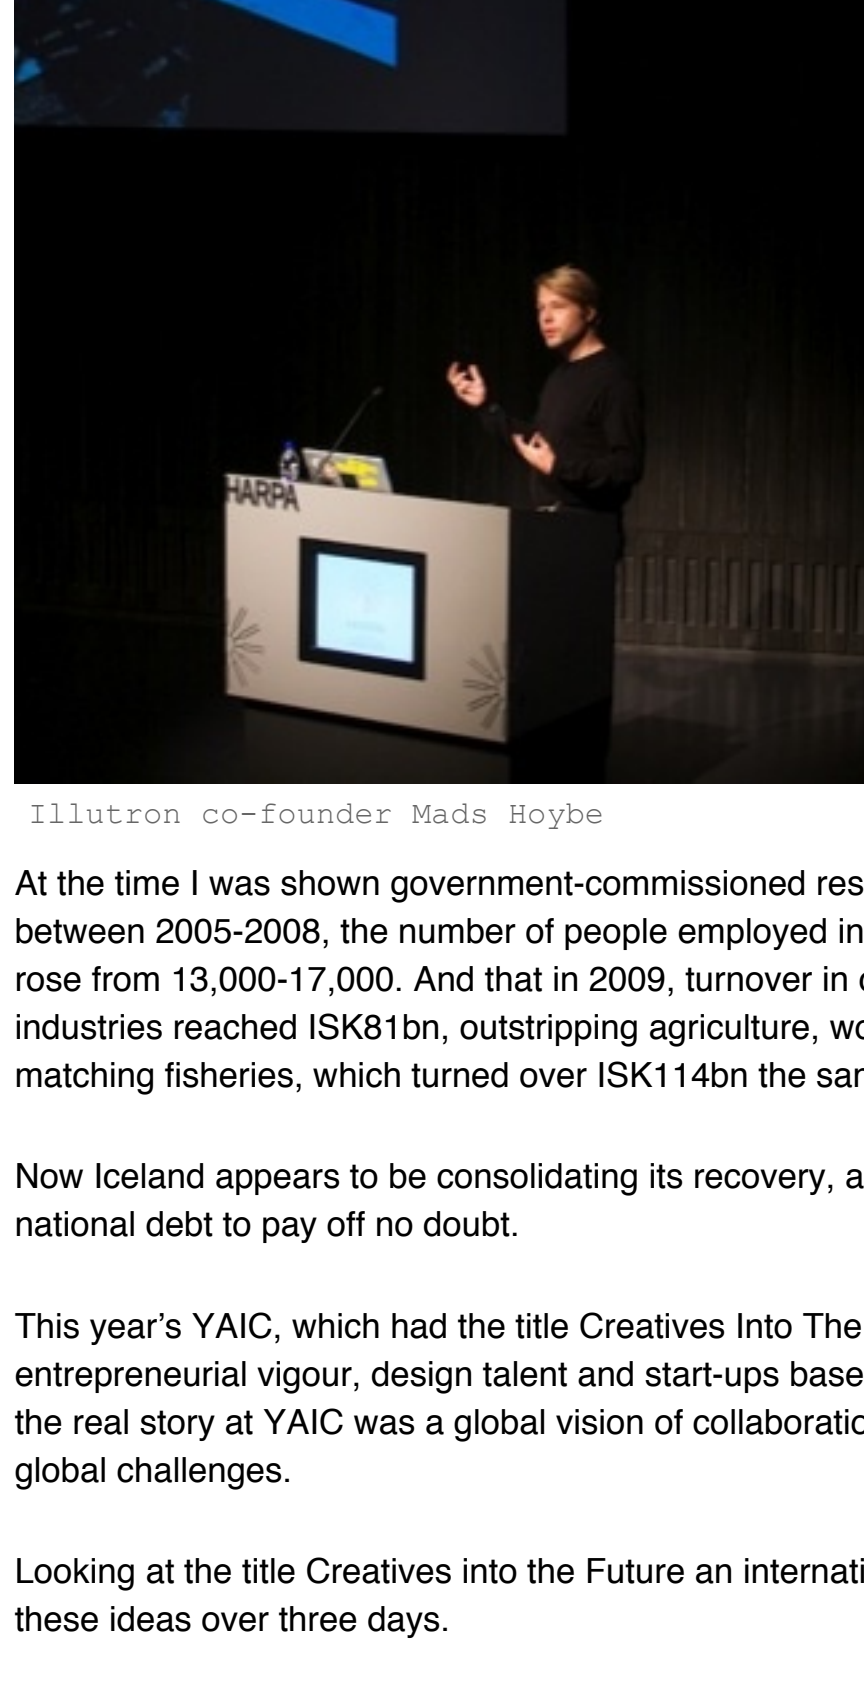 HARPA
Illutron co-founder Mads Hoybe
At the time I was shown government-commissioned res
between 2005-2008, the number of people employed in
rose from 13,000-17,000. And that in 2009, turnover in
industries reached ISK81bn, outstripping agriculture, wo
matching fisheries, which turned over ISK114bn the sa
Now Iceland appears to be consolidating its recovery, a
national debt to pay off no doubt.
This year’s YAIC, which had the title Creatives Into The
entrepreneurial vigour, design talent and start-ups base
the real story at YAIC was a global vision of collaborati
global challenges.
Looking at the title Creatives into the Future an internati
these ideas over three days.